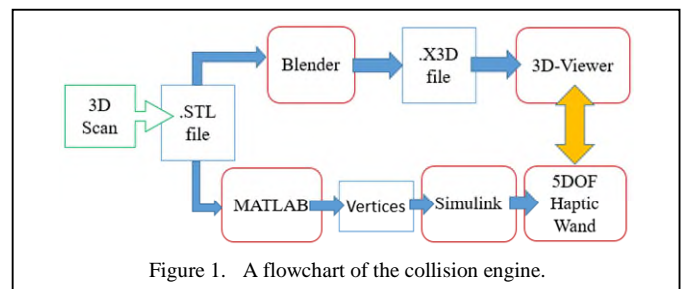 3D
Scan
.STL
file
Blender
.X3D
file
3D-Viewer
MATLAB
Vertices
Simulink
5DOF
Haptic
Wand
Figure 1. A flowchart of the collision engine.